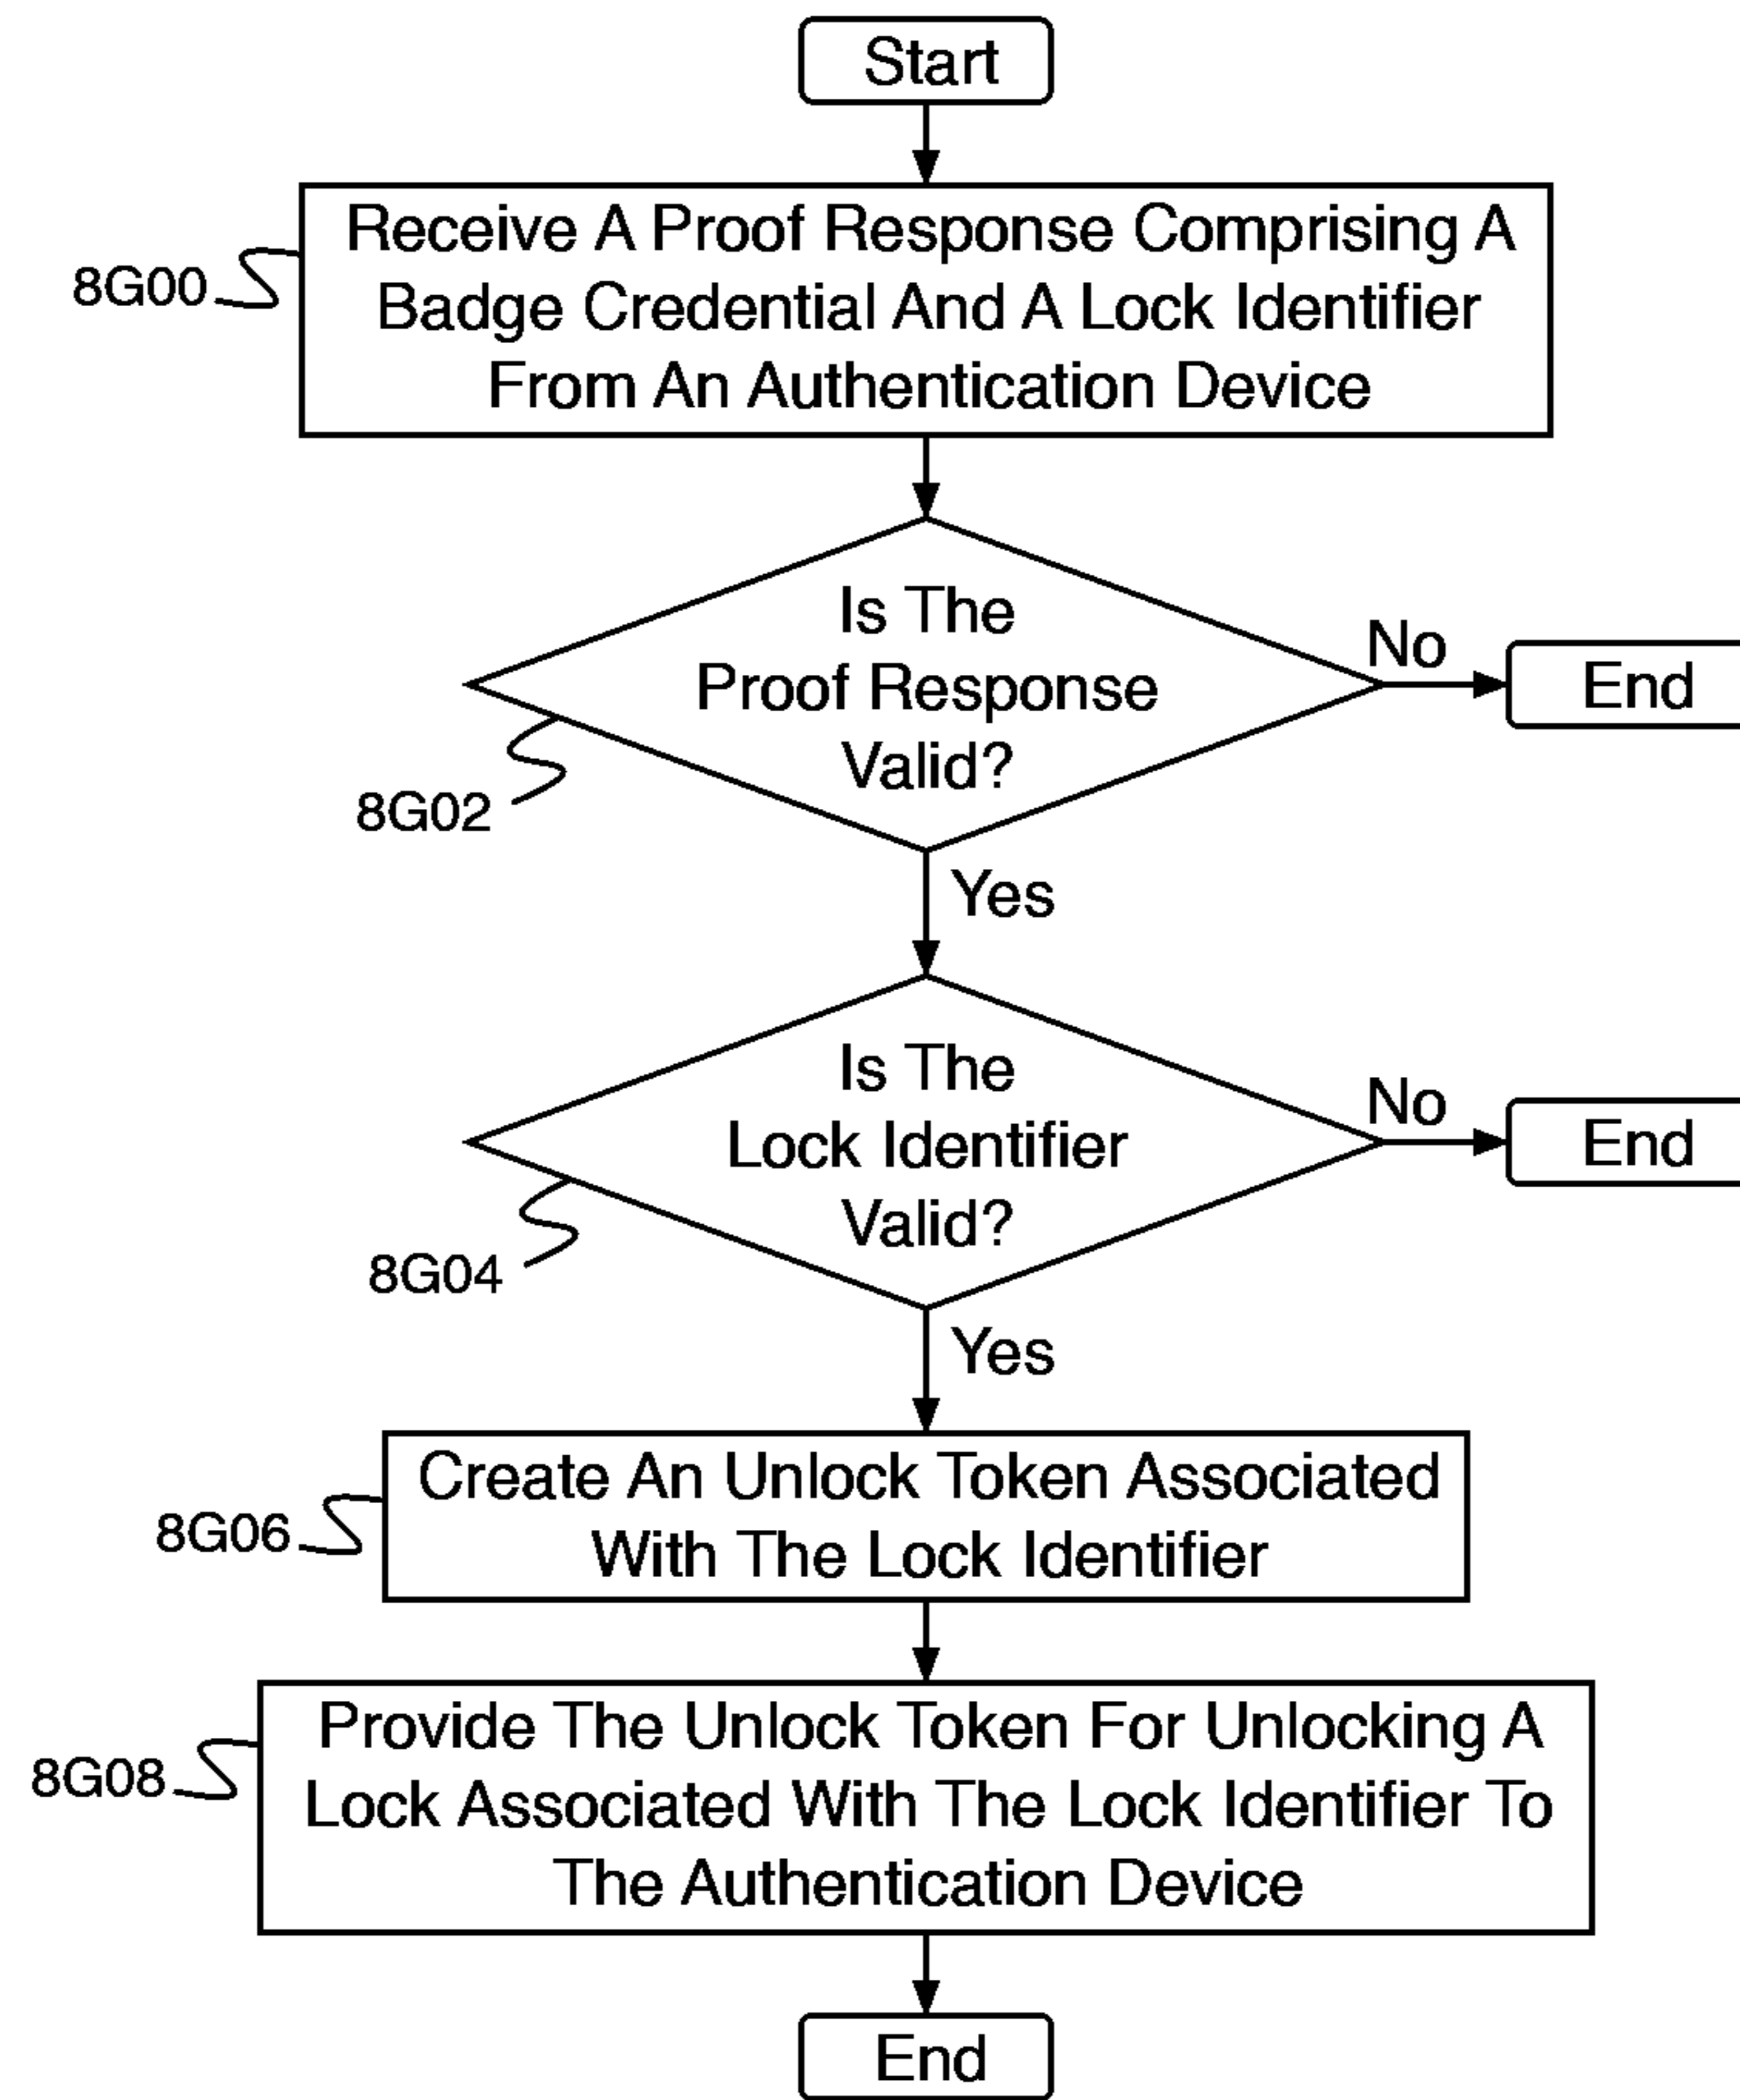 Start
Receive A Proof Response Comprising A
Badge Credential And A Lock Identifier
From An Authentication Device
8G00
Is The
Proof Response
Valid?
No
End
8G02
Yes
Is The
Lock Identifier
Valid?
No
End
8G04
Yes
Create An Unlock Token Associated
With The Lock Identifier
8G06
Provide The Unlock Token For Unlocking A
Lock Associated With The Lock Identifier To
The Authentication Device
8G08
End